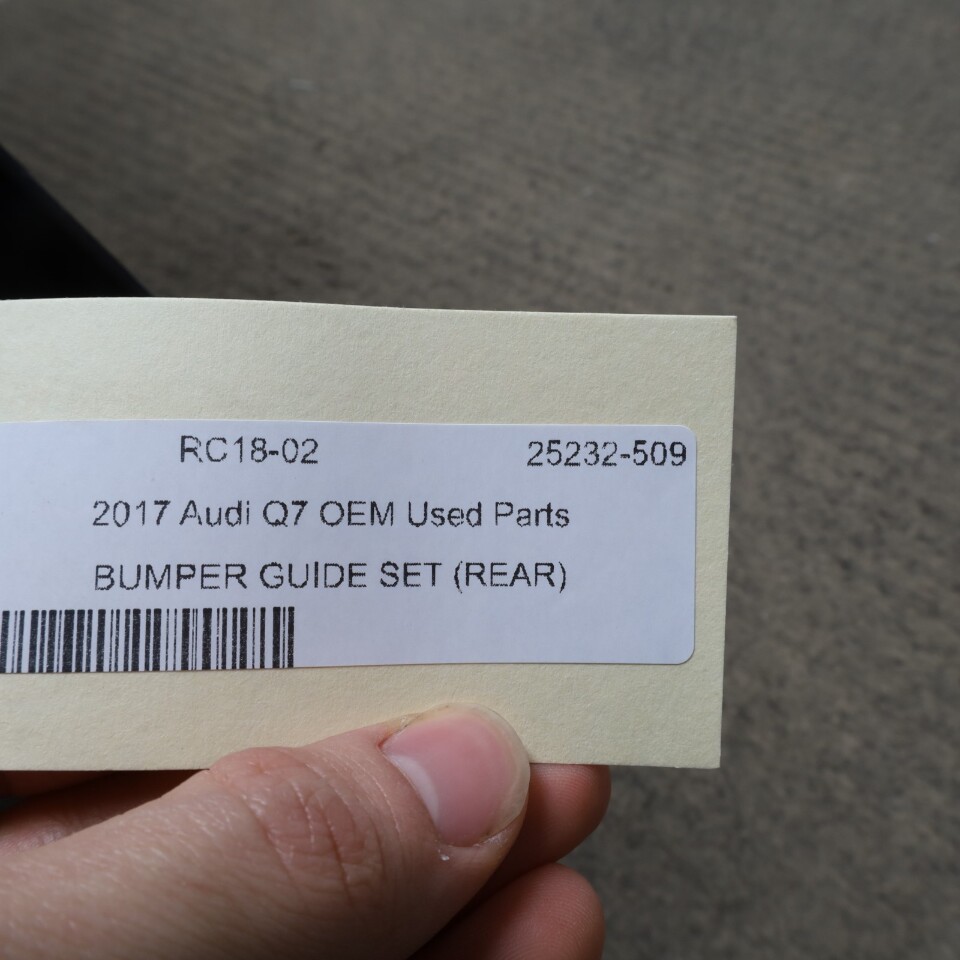 RC18-02 25232-509
2017 Audi Q7 OEM Used Parts
BUMPER GUIDE SET (REAR)